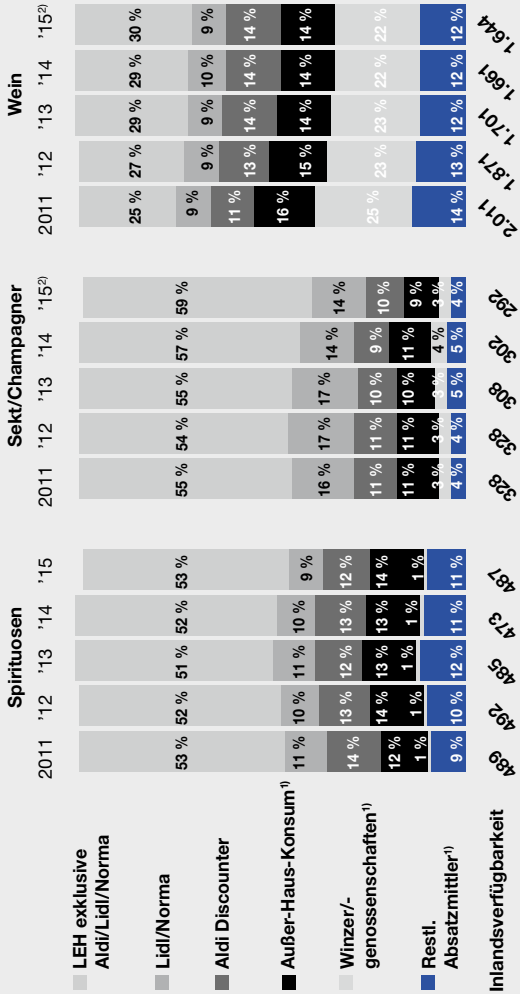 Spirituosen Sekt/Champagner Wein
2011 '12 '13 '14 '15 2011 '12 '13 '14 '15²⁾ 2011 '12 '13 '14 '15²⁾
LEH exklusive
Aldi/Lidl/Norma
53 % 52 % 51 % 52 % 53 % 55 % 54 % 55 % 57 % 59 % 25 % 27 % 29 % 29 % 30 %
Lidl/Norma
11 % 10 % 11 % 10 % 9 % 16 % 17 % 17 % 14 % 14 % 9 % 9 % 9 % 10 % 9 %
Aldi Discounter
14 % 13 % 12 % 13 % 12 % 11 % 11 % 10 % 9 % 10 % 11 % 13 % 14 % 14 % 14 %
Außer-Haus-Konsum¹⁾
12 % 14 % 13 % 13 % 14 % 11 % 11 % 10 % 11 % 9 % 16 % 15 % 14 % 14 % 14 %
Winzer/-
genossenschaften¹⁾
1 % 1 % 1 % 1 % 1 % 3 % 3 % 3 % 4 % 3 % 25 % 23 % 23 % 22 % 22 %
Restl.
Absatzmittler¹⁾
9 % 10 % 12 % 11 % 11 % 4 % 4 % 5 % 5 % 4 % 14 % 13 % 12 % 12 % 12 %
Inlandsverfügbarkeit
489 492 485 473 487 328 328 308 302 292 2.011 1.871 1.701 1.661 1.644